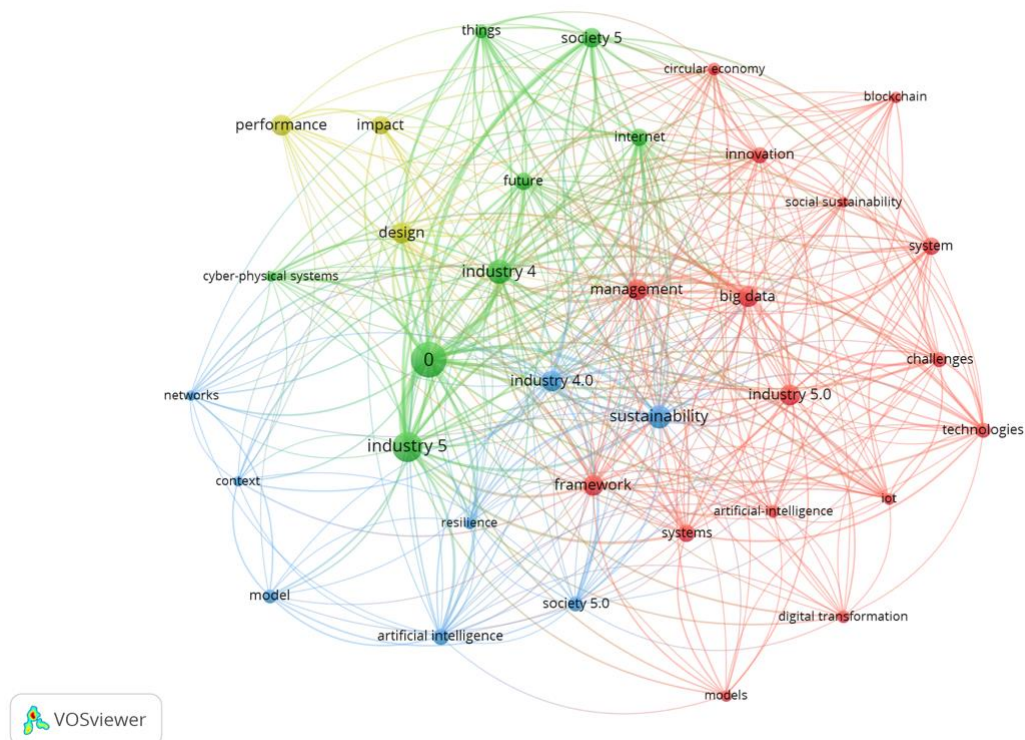 things
society 5
circular economy
blockchain
performance
impact
internet
innovation
future
social sustainability
design
system
cyber-physical systems
industry 4
management
big data
0
challenges
industry 4.0
industry 5.0
networks
sustainability
technologies
industry 5
context
framework
iot
artificial-intelligence
resilience
systems
model
society 5.0
digital transformation
artificial intelligence
models
VOSviewer